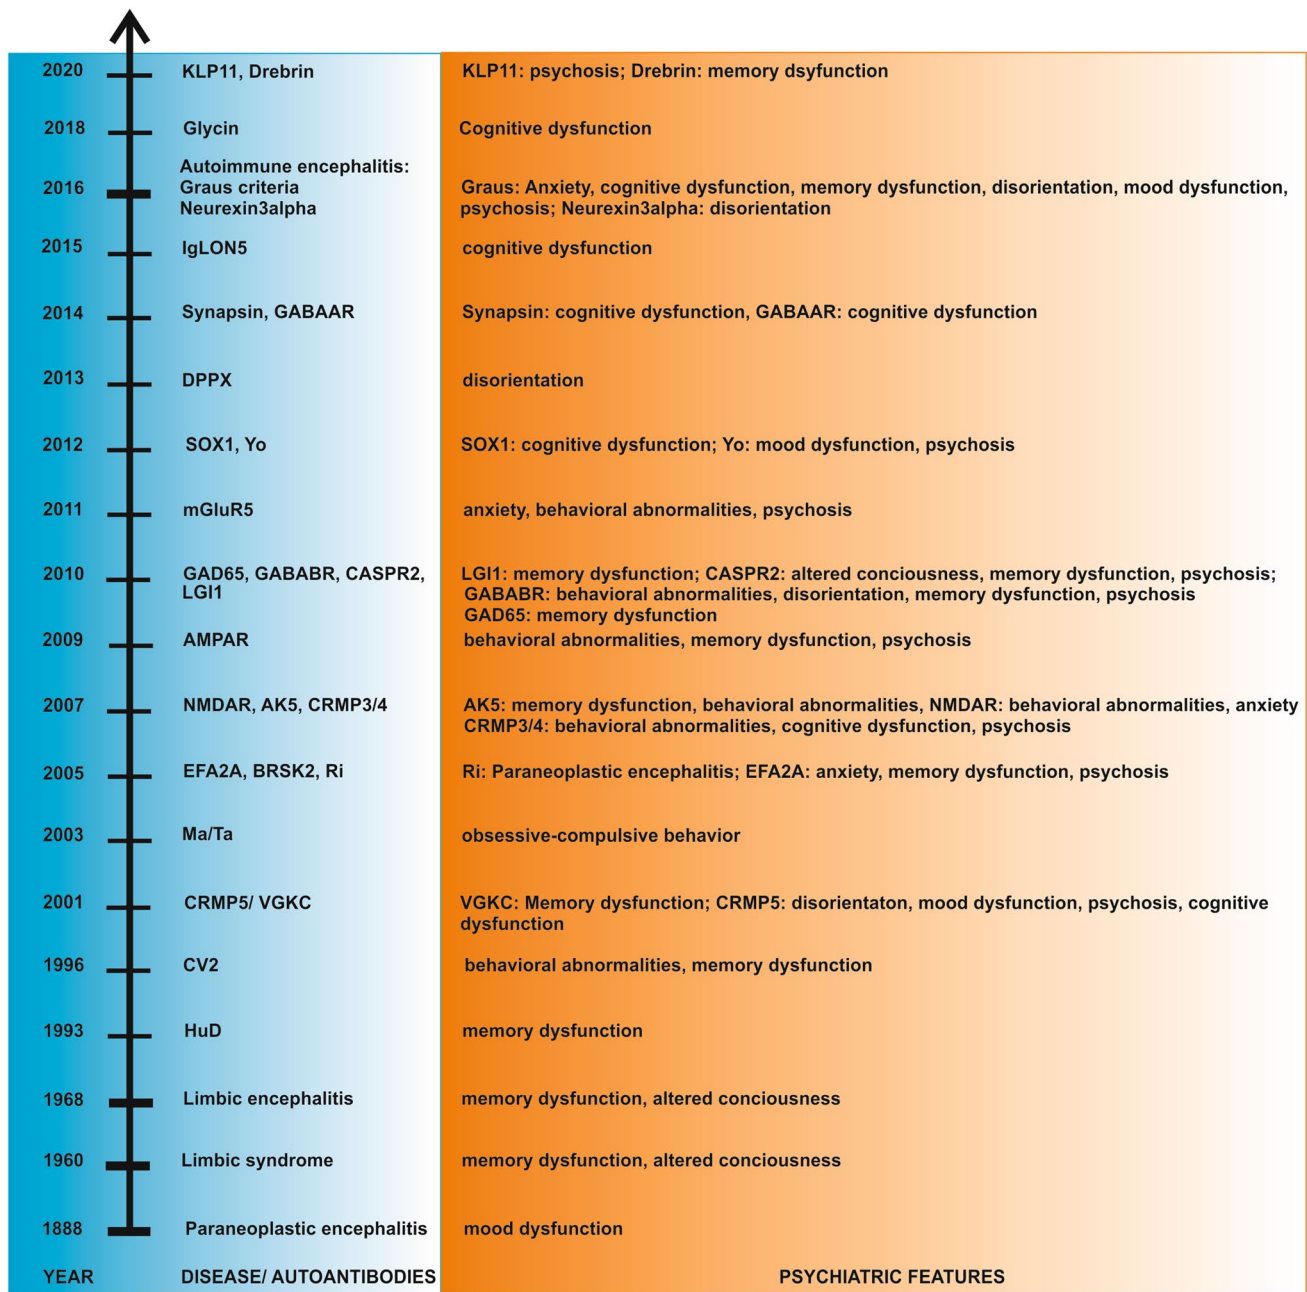 2020 KLP11, Drebrin KLP11: psychosis; Drebrin: memory dsyfunction
2018 Glycin Cognitive dysfunction
Autoimmune encephalitis:
2016 Graus criteria Graus: Anxiety, cognitive dysfunction, memory dysfunction, disorientation, mood dysfunction,
Neurexin3alpha psychosis; Neurexin3alpha: disorientation
2015 IgLON5 cognitive dysfunction
2014 Synapsin, GABAAR Synapsin: cognitive dysfunction, GABAAR: cognitive dysfunction
2013 DPPX disorientation
2012 SOX1, Yo SOX1: cognitive dysfunction; Yo: mood dysfunction, psychosis
2011 mGluR5 anxiety, behavioral abnormalities, psychosis
2010 GAD65, GABABR, CASPR2, LGI1: memory dysfunction; CASPR2: altered conciousness, memory dysfunction, psychosis;
LGI1 GABABR: behavioral abnormalities, disorientation, memory dysfunction, psychosis
GAD65: memory dysfunction
2009 AMPAR behavioral abnormalities, memory dysfunction, psychosis
2007 NMDAR, AK5, CRMP3/4 AK5: memory dysfunction, behavioral abnormalities, NMDAR: behavioral abnormalities, anxiety
CRMP3/4: behavioral abnormalities, cognitive dysfunction, psychosis
2005 EFA2A, BRSK2, Ri Ri: Paraneoplastic encephalitis; EFA2A: anxiety, memory dysfunction, psychosis
2003 Ma/Ta obsessive-compulsive behavior
2001 CRMP5/ VGKC VGKC: Memory dysfunction; CRMP5: disorientaton, mood dysfunction, psychosis, cognitive
dysfunction
1996 CV2 behavioral abnormalities, memory dysfunction
1993 HuD memory dysfunction
1968 Limbic encephalitis memory dysfunction, altered conciousness
1960 Limbic syndrome memory dysfunction, altered conciousness
1888 Paraneoplastic encephalitis mood dysfunction
YEAR DISEASE/ AUTOANTIBODIES PSYCHIATRIC FEATURES